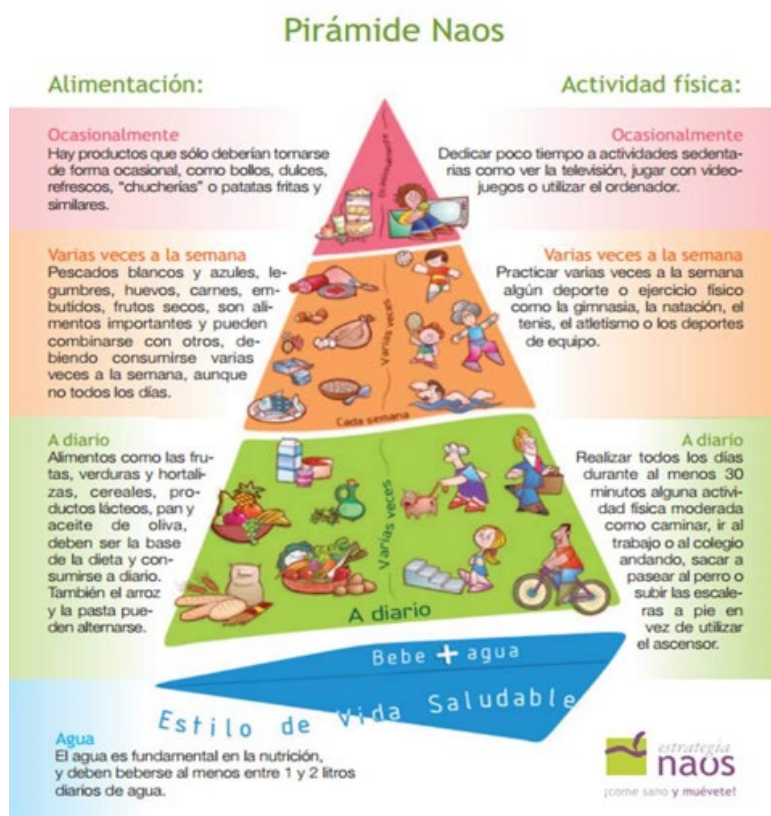 Pirámide Naos
Alimentación:
Actividad física:
Ocasionalmente
Hay productos que sólo deberían tomarse
de forma ocasional, como bollos, dulces,
refrescos, "chucherías" o patatas fritas y
similares.
Ocasionalmente
Dedicar poco tiempo a actividades sedenta-
rias como ver la televisión, jugar con video-
juegos o utilizar el ordenador.
Ocasionalmente
Varias veces a la semana
Pescados blancos y azules, le-
gumbres, huevos, carnes, em-
butidos, frutos secos, son ali-
mentos importantes y pueden
combinarse con otros, de-
biendo consumirse varias
veces a la semana, aunque
no todos los días.
Varias veces a la semana
Practicar varias veces a la semana
algún deporte o ejercicio físico
como la gimnasia, la natación, el
tenis, el atletismo o los deportes
de equipo.
Varias veces
Cada semana
A diario
Alimentos como las fru-
tas, verduras y hortali-
zas, cereales, pro-
ductos lácteos, pan y
aceite de oliva,
deben ser la base
de la dieta y con-
sumirse a diario.
También el arroz
y la pasta pue-
den alternarse.
A diario
Realizar todos los días
durante al menos 30
minutos alguna activi-
dad física moderada
como caminar, ir al
trabajo o al colegio
andando, sacar a
pasear al perro o
subir las escale-
ras a pie en
vez de utilizar
el ascensor.
Varias veces
A diario
Bebe + agua
Estilo de Vida Saludable
Agua
El agua es fundamental en la nutrición,
y deben beberse al menos entre 1 y 2 litros
diarios de agua.
estrategia
naos
¡come sano y muévete!